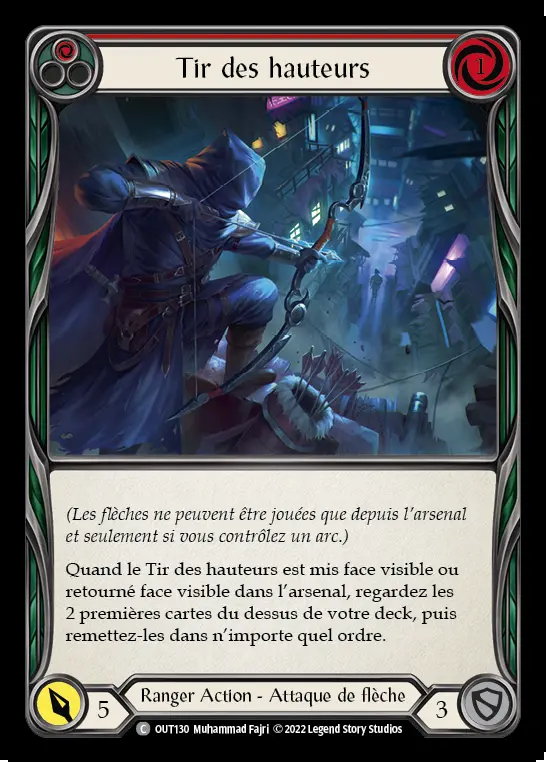 Tir des hauteurs
1
(Les flèches ne peuvent être jouées que depuis l'arsenal
et seulement si vous contrôlez un arc.)
Quand le Tir des hauteurs est mis face visible ou
retourné face visible dans l'arsenal, regardez les
2 premières cartes du dessus de votre deck, puis
remettez-les dans n'importe quel ordre.
5
Ranger Action - Attaque de flèche
3
C OUT130 Muhammad Fajri © 2022 Legend Story Studios